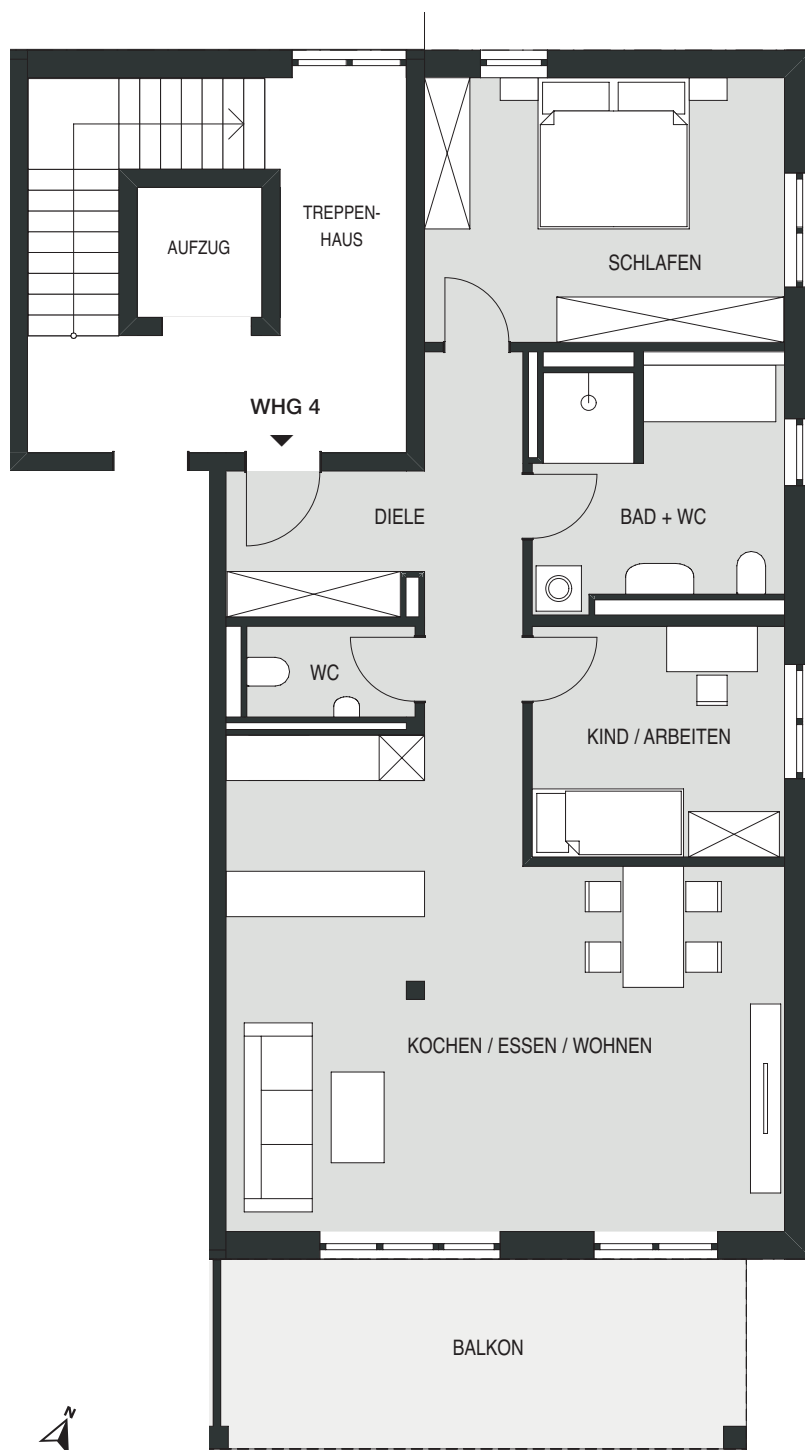 TREPPEN-
HAUS
AUFZUG
SCHLAFEN
WHG 4
DIELE
BAD + WC
WC
KIND / ARBEITEN
KOCHEN / ESSEN / WOHNEN
BALKON
N